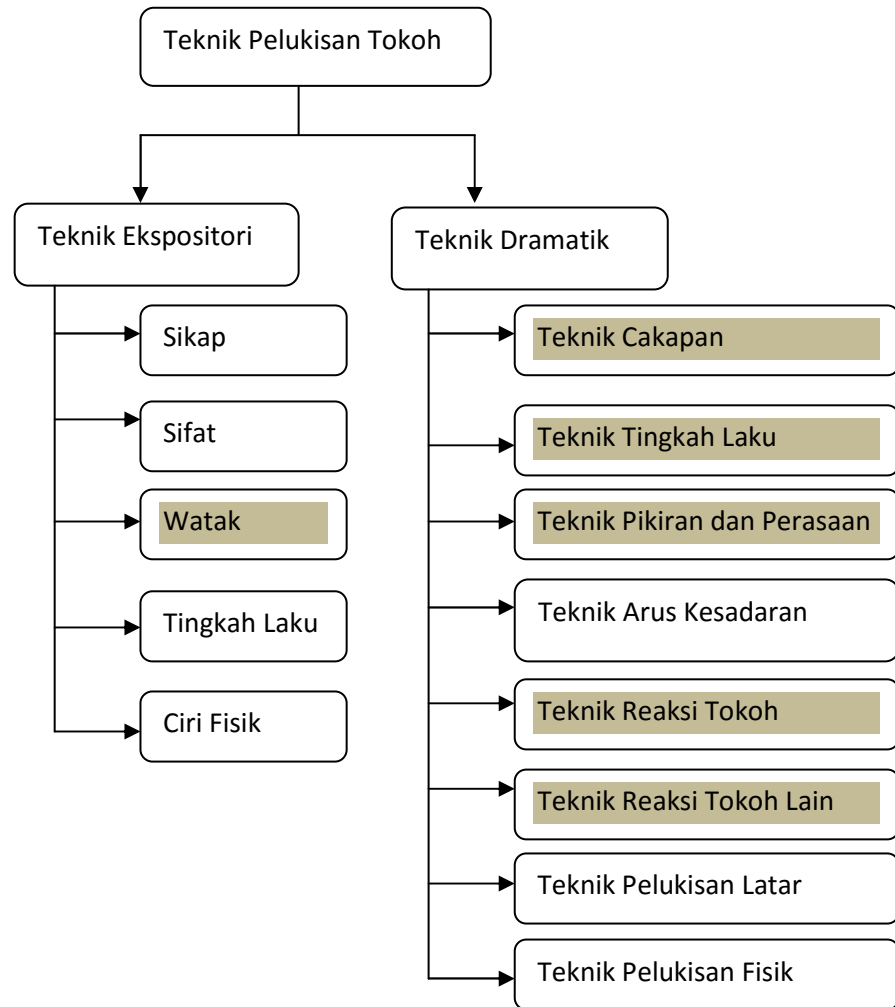 Teknik Pelukisan Tokoh
Teknik Ekspositori
Sikap
Sifat
Watak
Tingkah Laku
Ciri Fisik
Teknik Dramatik
Teknik Cakapan
Teknik Tingkah Laku
Teknik Pikiran dan Perasaan
Teknik Arus Kesadaran
Teknik Reaksi Tokoh
Teknik Reaksi Tokoh Lain
Teknik Pelukisan Latar
Teknik Pelukisan Fisik